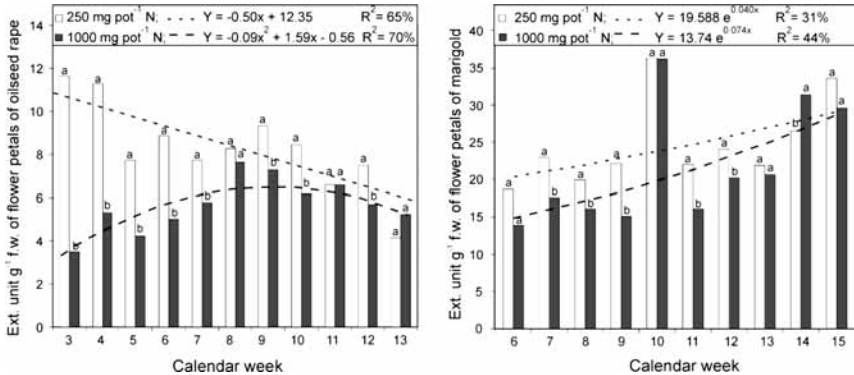 250 mg pot⁻¹ N; Y = -0.50x + 12.35 R² = 65%
1000 mg pot⁻¹ N; Y = -0.09x² + 1.59x - 0.56 R² = 70%
Ext. unit g⁻¹ f.w. of flower petals of oilseed rape
14
12
10
8
6
4
2
0
a a a a a a a a a a a
b b b b b a b b a b a
3 4 5 6 7 8 9 10 11 12 13
Calendar week
250 mg pot⁻¹ N; Y = 19.588 e⁰·⁰⁴⁰ˣ R² = 31%
1000 mg pot⁻¹ N; Y = 13.74 e⁰·⁰⁷⁴ˣ R² = 44%
Ext. unit g⁻¹ f.w. of flower petals of marigold
40
35
30
25
20
15
10
5
0
a a a a a a a a b a
a b b b a b b a a a
6 7 8 9 10 11 12 13 14 15
Calendar week